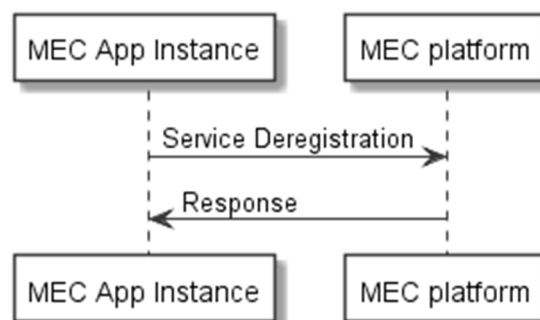 MEC App Instance
MEC platform
Service Deregistration
Response
MEC App Instance
MEC platform